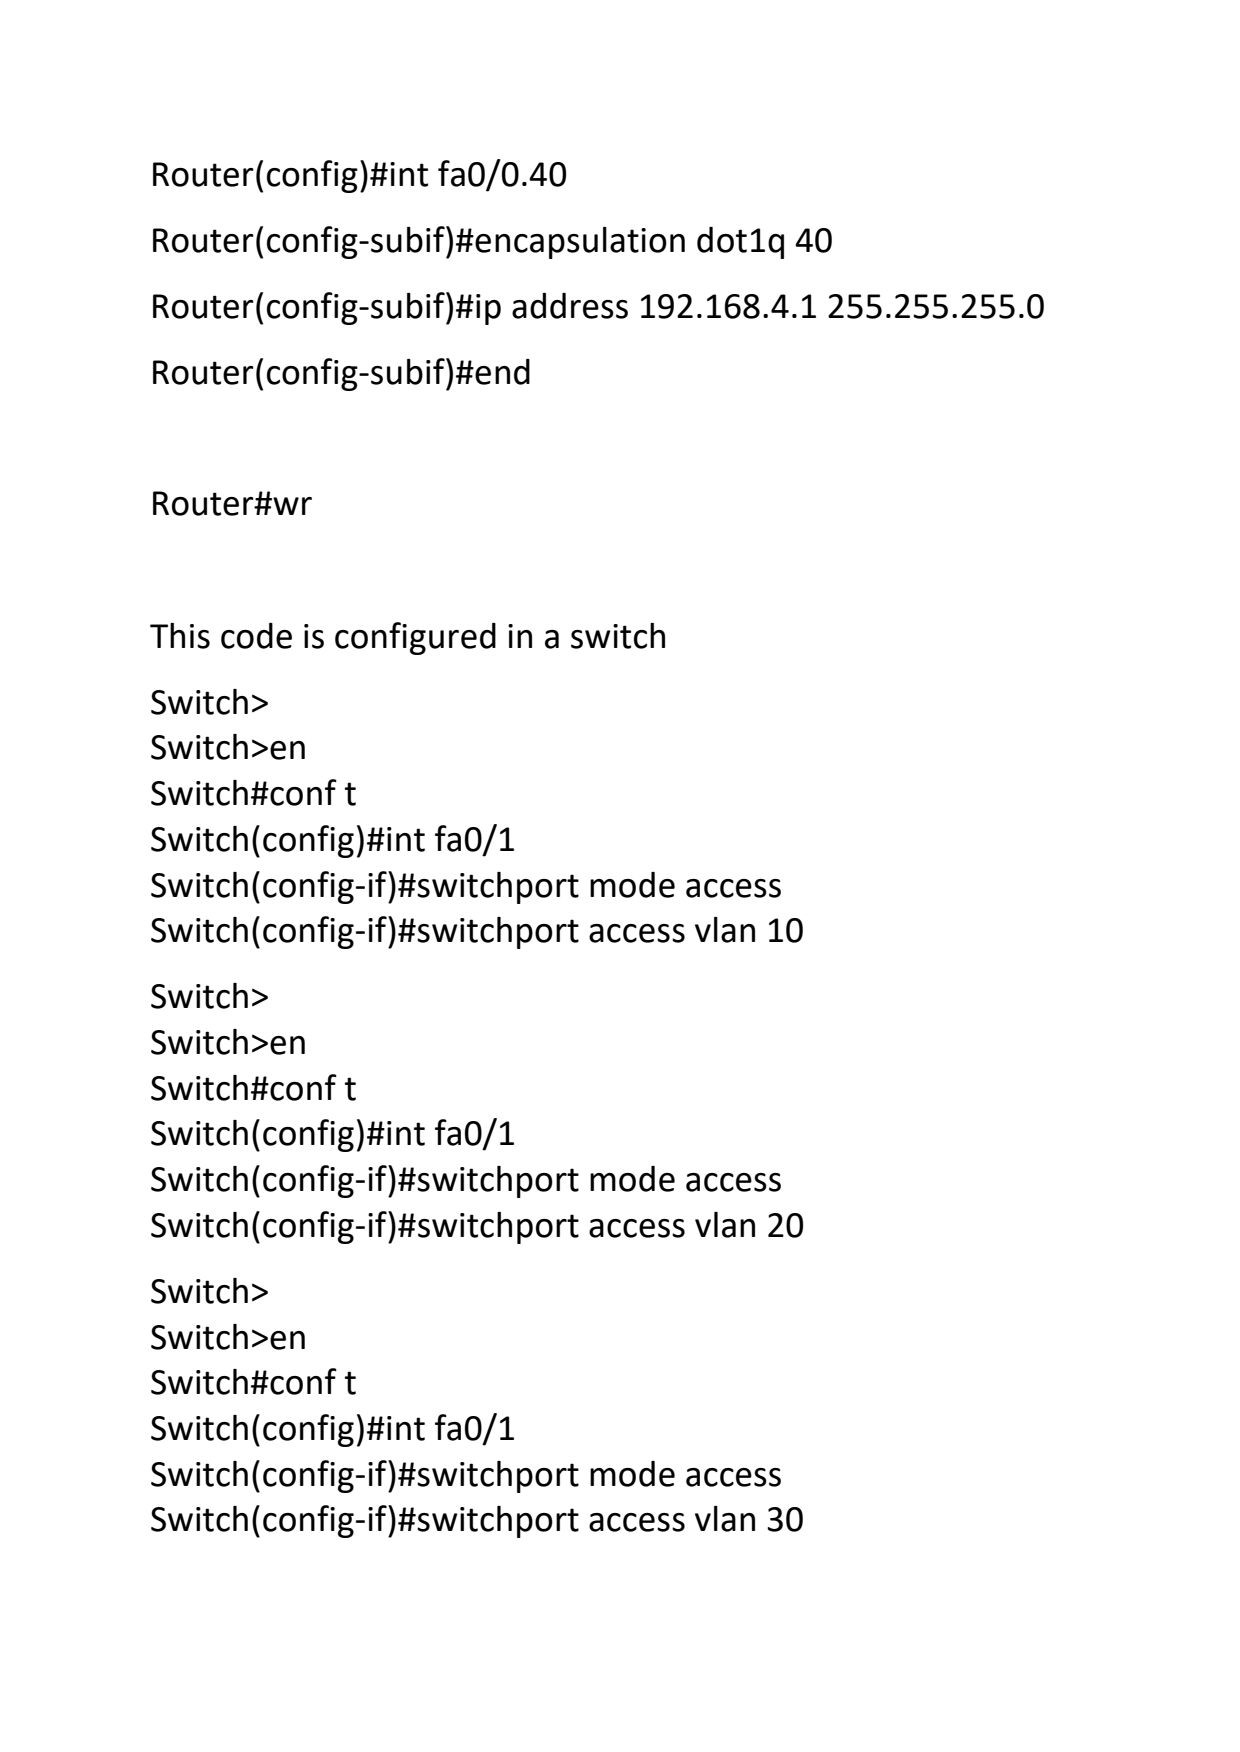 Router(config)#int fa0/0.40
Router(config-subif)#encapsulation dot1q 40
Router(config-subif)#ip address 192.168.4.1 255.255.255.0
Router(config-subif)#end
Router#wr
This code is configured in a switch
Switch>
Switch>en
Switch#conf t
Switch(config)#int fa0/1
Switch(config-if)#switchport mode access
Switch(config-if)#switchport access vlan 10
Switch>
Switch>en
Switch#conf t
Switch(config)#int fa0/1
Switch(config-if)#switchport mode access
Switch(config-if)#switchport access vlan 20
Switch>
Switch>en
Switch#conf t
Switch(config)#int fa0/1
Switch(config-if)#switchport mode access
Switch(config-if)#switchport access vlan 30